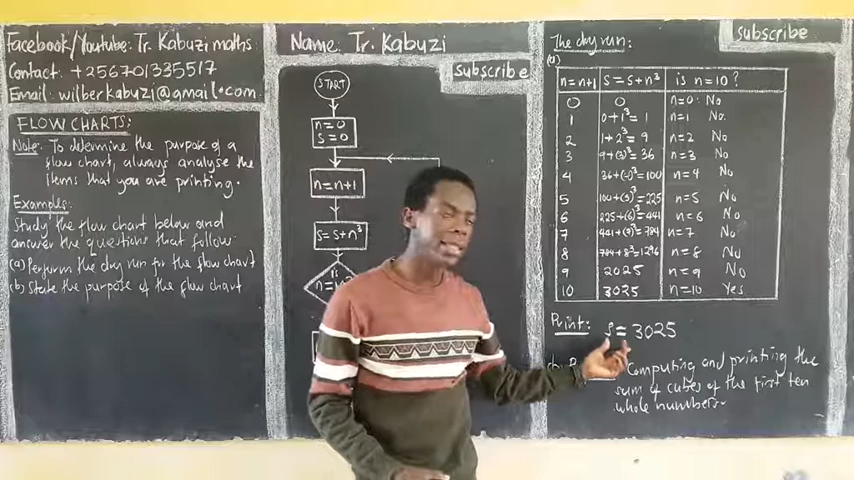 Facebook/Youtube: Tr. Kabuzi maths
Contact: +256701335517
Email: wilberkabuzi@gmail.com
FLOW CHARTS:
Note: To determine the purpose of a
flow chart, always analyse the
items that you are printing.
Examples:
Study the flow chart below and
answer the questions that follow:
(a) Perform the dry run for the flow chart
(b) State the purpose of the flow chart
Name: Tr. Kabuzi
Subscribe
START
n=0
S=0
n=n+1
S=S+n³
is
The dry run:
Subscribe
(a)
n=n+1 S=S+n³ is n=10?
0 0 n=0: No
1 0+1³=1 n=1 No
2 1+2³=9 n=2 No
3 9+(3)³=36 n=3 No
4 n=4 No
5 100+(5)³=225 n=5 No
6 225+(6)³=441 n=6 No
7 441+(7)³=784 n=7 No
8 784+8³=1296 n=8 No
9 2025 n=9 No
10 3025 n=10 Yes
Print: S=3025
Computing and printing the
sum of cubes of the first ten
whole numbers.